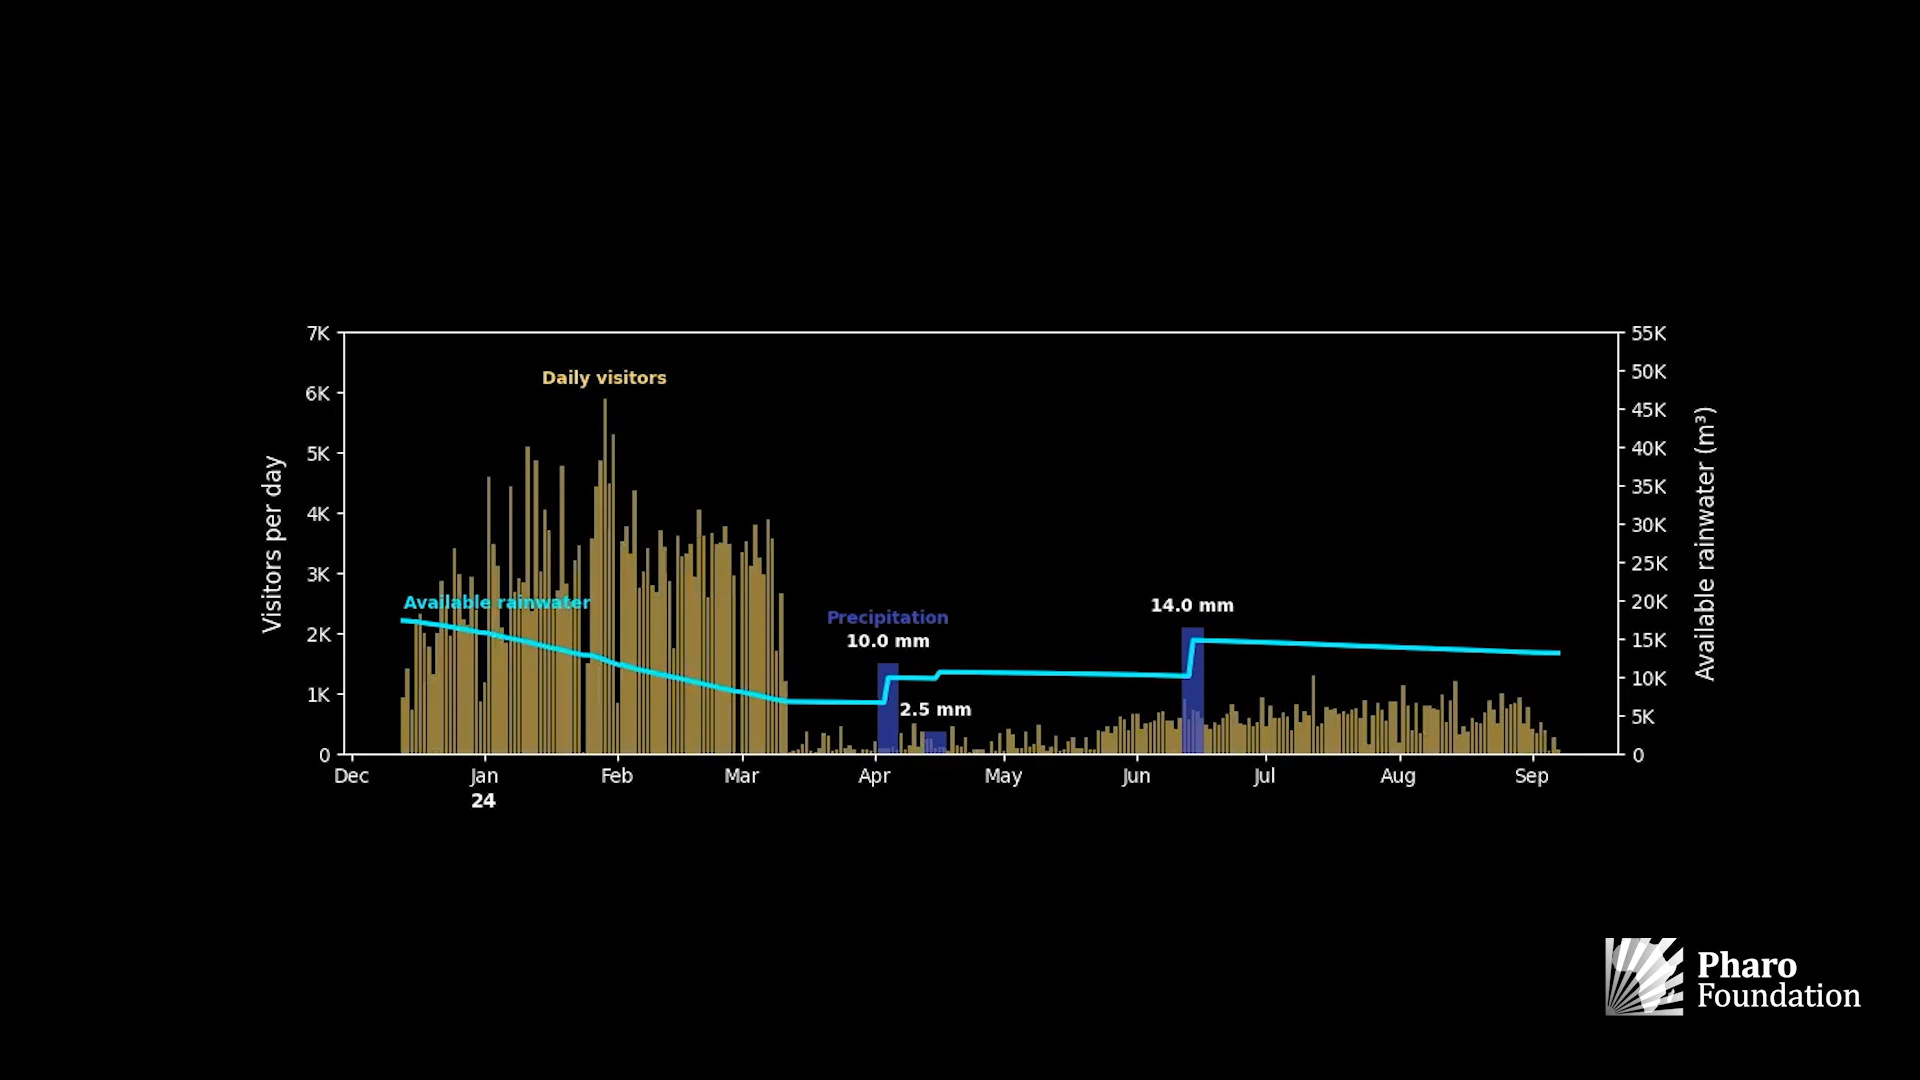 7K
6K
5K
4K
3K
2K
1K
0
Visitors per day
Daily visitors
Available rainwater
Precipitation
10.0 mm
2.5 mm
14.0 mm
55K
50K
45K
40K
35K
30K
25K
20K
15K
10K
5K
0
Available rainwater (m³)
Dec Jan Feb Mar Apr May Jun Jul Aug Sep
24
Pharo
Foundation